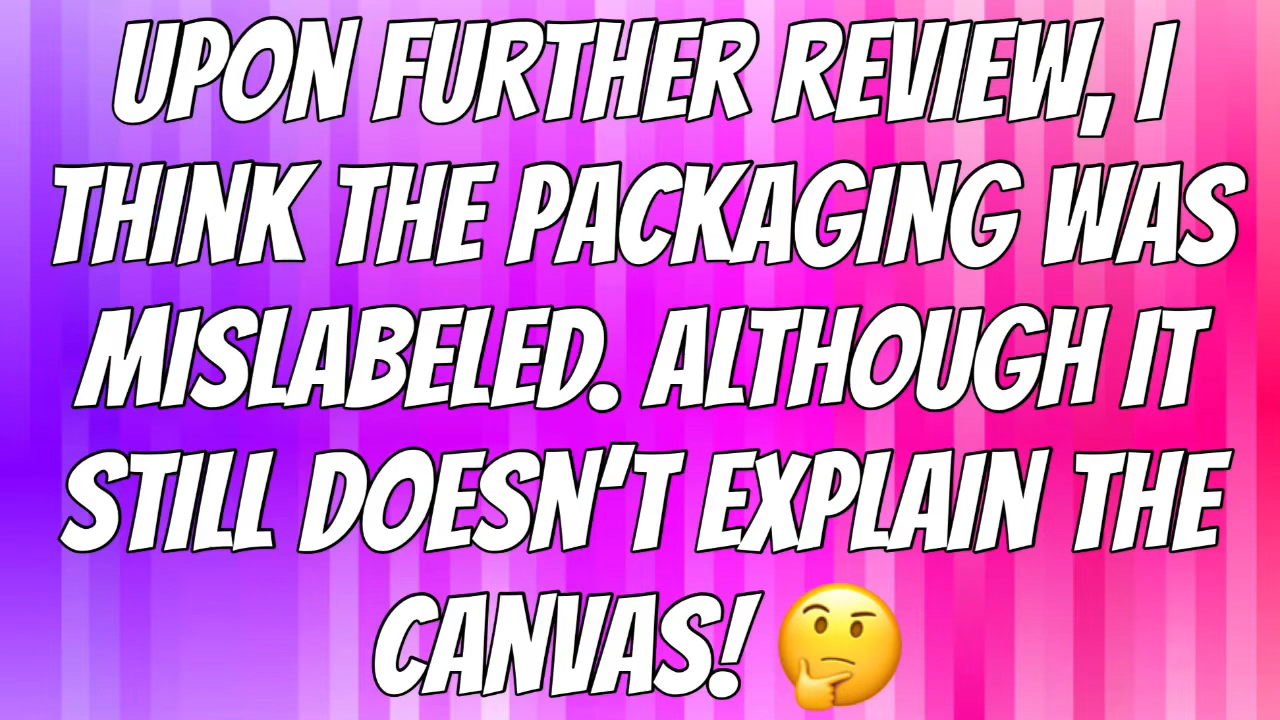 UPON FURTHER REVIEW, I
THINK THE PACKAGING WAS
MISLABELED. ALTHOUGH IT
STILL DOESN'T EXPLAIN THE
CANVAS! 🤔